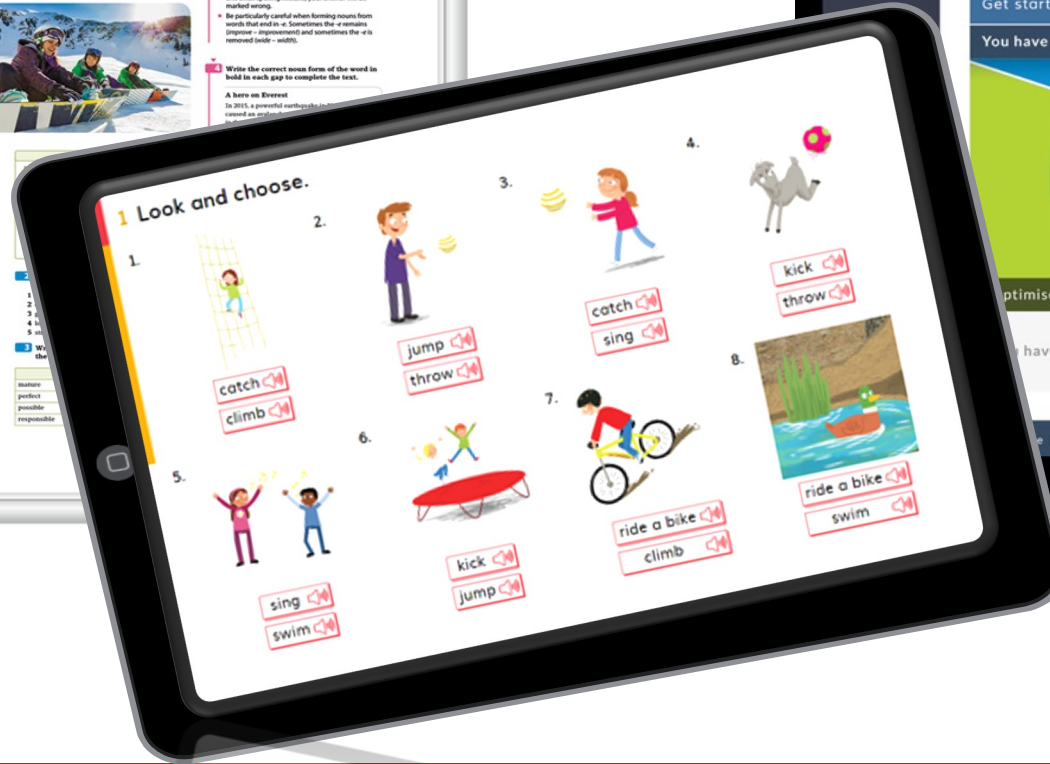 marked wrong.
Be particularly careful when forming nouns from
words that end in -e. Sometimes the -e remains
(improve – improvement) and sometimes the -e is
removed (wide – width).
4 Write the correct noun form of the word in
bold in each gap to complete the text.
A hero on Everest
In 2015, a powerful earthquake in
caused an
mature
perfect
possible
responsible
Get start
You have
1 Look and choose.
1.
catch
climb
2.
jump
throw
3.
catch
sing
4.
kick
throw
5.
sing
swim
6.
kick
jump
7.
ride a bike
climb
8.
ride a bike
swim